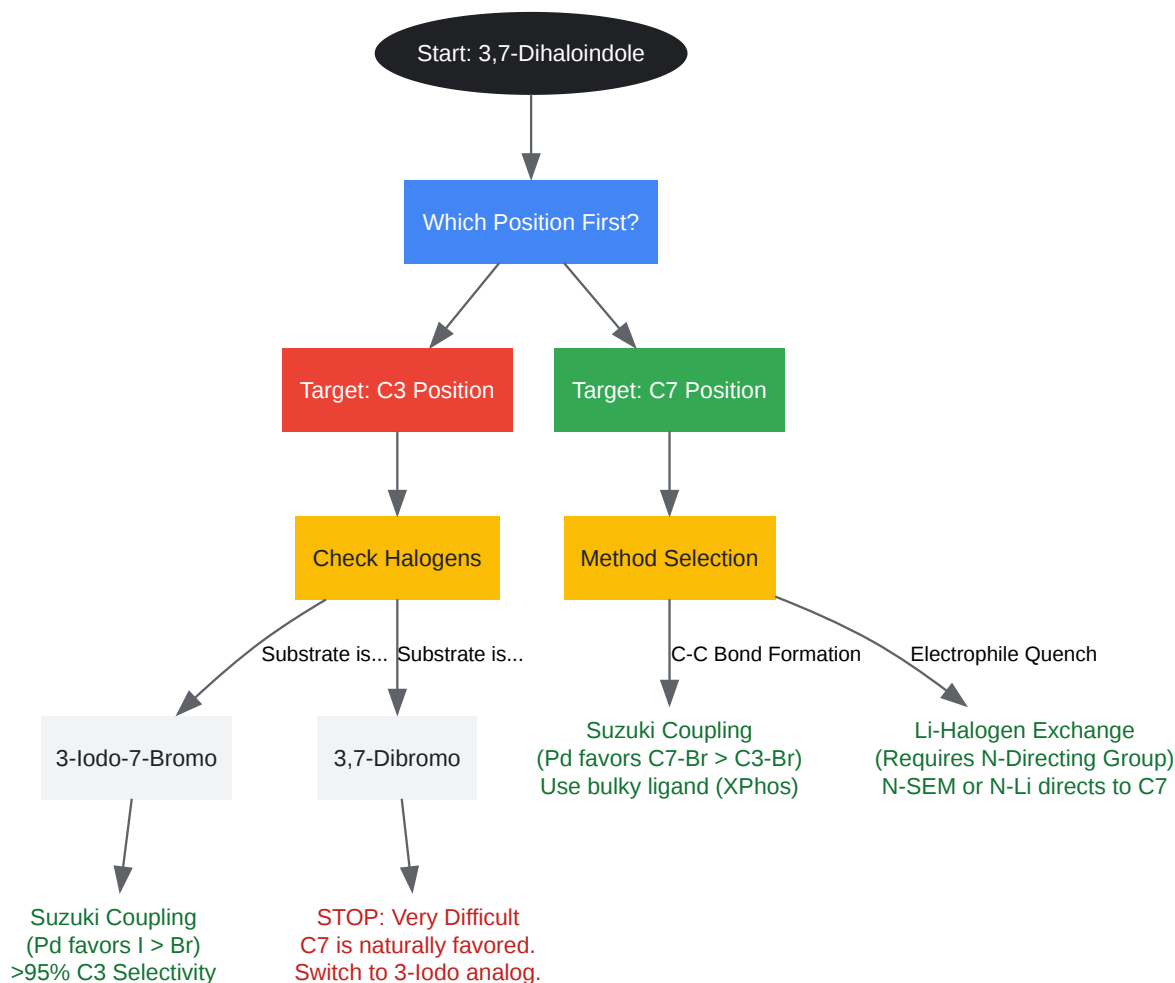 Start: 3,7-Dihaloindole
Which Position First?
Target: C3 Position
Target: C7 Position
Check Halogens
Method Selection
Substrate is...
Substrate is...
C-C Bond Formation
Electrophile Quench
3-Iodo-7-Bromo
3,7-Dibromo
Suzuki Coupling
(Pd favors C7-Br > C3-Br)
Use bulky ligand (XPhos)
Li-Halogen Exchange
(Requires N-Directing Group)
N-SEM or N-Li directs to C7
Suzuki Coupling
(Pd favors I > Br)
>95% C3 Selectivity
STOP: Very Difficult
C7 is naturally favored.
Switch to 3-Iodo analog.